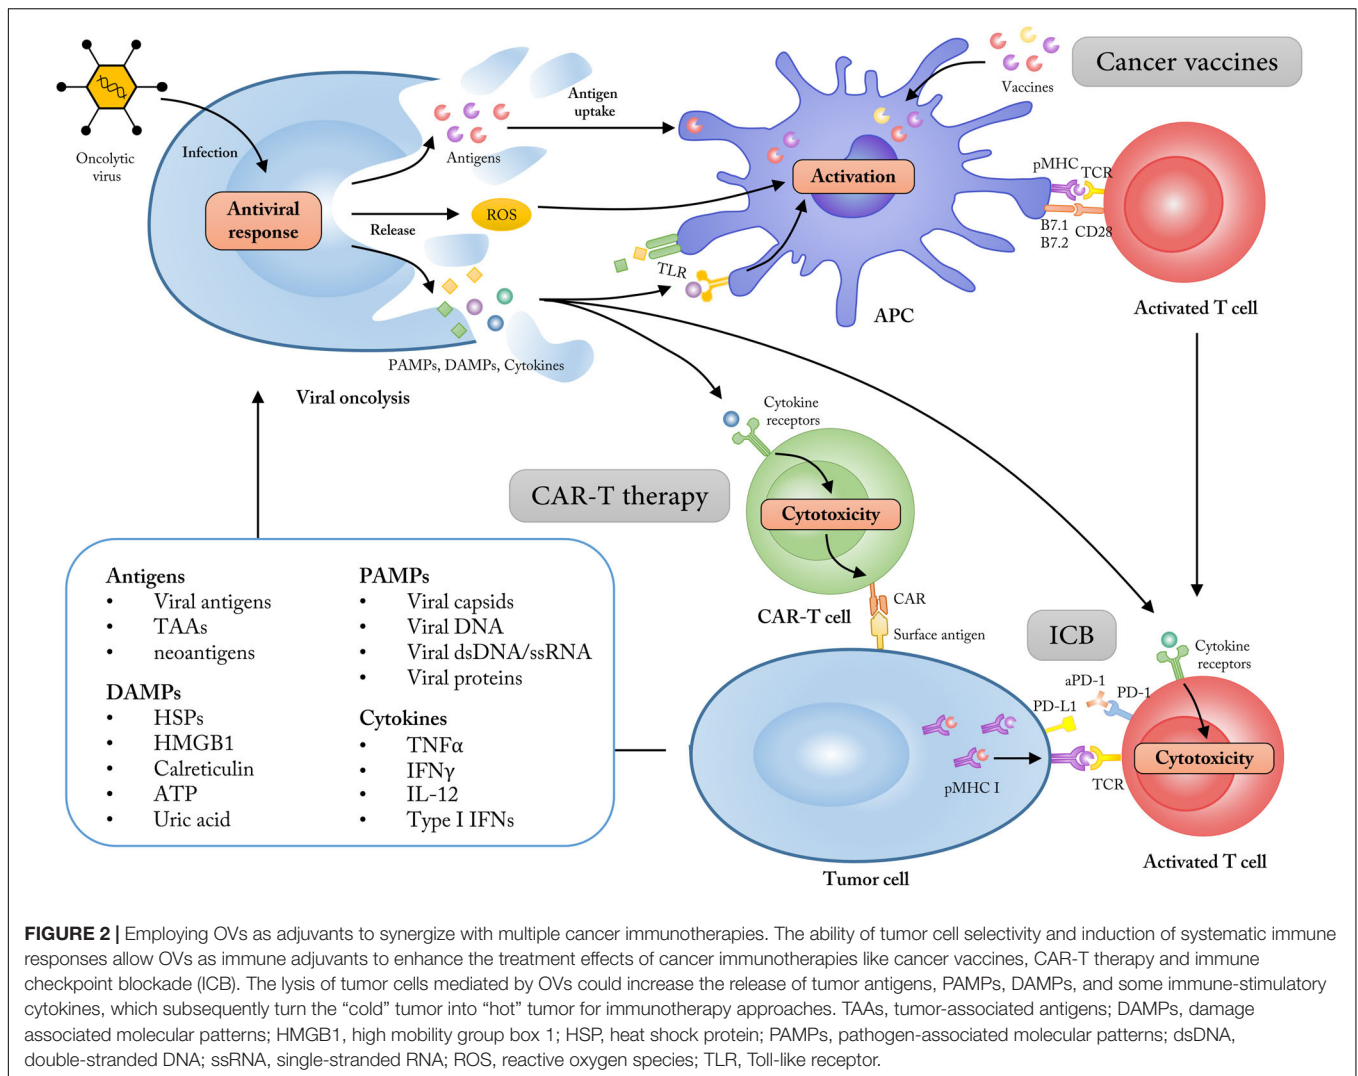 Oncolytic
virus
Infection
Antiviral
response
Release
Antigens
Antigen
uptake
ROS
PAMPs, DAMPs, Cytokines
Viral oncolysis
TLR
Activation
APC
Vaccines
Cancer vaccines
pMHC
TCR
B7.1
B7.2
CD28
Activated T cell
Cytokine
receptors
CAR-T therapy
Cytotoxicity
CAR-T cell
CAR
Surface antigen
ICB
Cytokine
receptors
aPD-1
PD-1
PD-L1
TCR
Cytotoxicity
pMHC I
Activated T cell
Tumor cell
Antigens
• Viral antigens
• TAAs
• neoantigens
DAMPs
• HSPs
• HMGB1
• Calreticulin
• ATP
• Uric acid
PAMPs
• Viral capsids
• Viral DNA
• Viral dsDNA/ssRNA
• Viral proteins
Cytokines
• TNFα
• IFNγ
• IL-12
• Type I IFNs
FIGURE 2 | Employing OVs as adjuvants to synergize with multiple cancer immunotherapies. The ability of tumor cell selectivity and induction of systematic immune
responses allow OVs as immune adjuvants to enhance the treatment effects of cancer immunotherapies like cancer vaccines, CAR-T therapy and immune
checkpoint blockade (ICB). The lysis of tumor cells mediated by OVs could increase the release of tumor antigens, PAMPs, DAMPs, and some immune-stimulatory
cytokines, which subsequently turn the “cold” tumor into “hot” tumor for immunotherapy approaches. TAAs, tumor-associated antigens; DAMPs, damage
associated molecular patterns; HMGB1, high mobility group box 1; HSP, heat shock protein; PAMPs, pathogen-associated molecular patterns; dsDNA,
double-stranded DNA; ssRNA, single-stranded RNA; ROS, reactive oxygen species; TLR, Toll-like receptor.